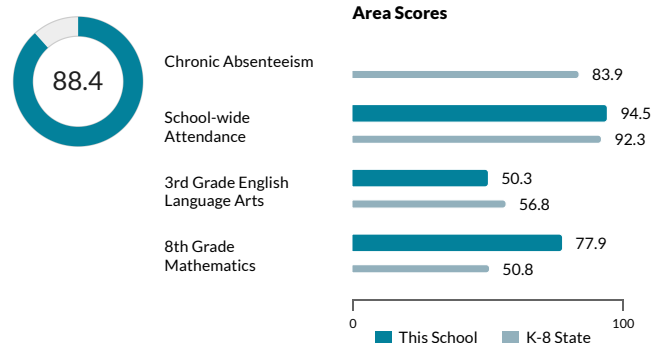 Area Scores
88.4
Chronic Absenteeism
83.9
School-wide
Attendance
94.5
92.3
3rd Grade English
Language Arts
50.3
56.8
8th Grade
Mathematics
77.9
50.8
0
100
This School
K-8 State